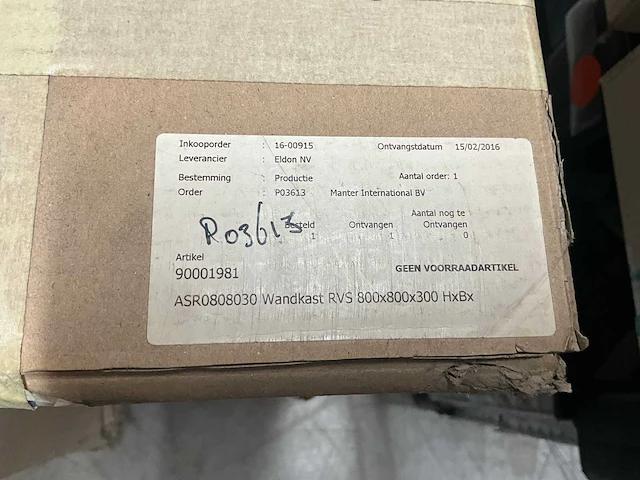 Inkooporder : 16-00915 Ontvangstdatum 15/02/2016
Leverancier : Eldon NV
Bestemming : Productie Aantal order: 1
Order : P03613 Manter International BV
Aantal nog te
Besteld Ontvangen Ontvangen
1 1 0
R03613
Artikel
90001981 GEEN VOORRAADARTIKEL
ASR0808030 Wandkast RVS 800x800x300 HxBx